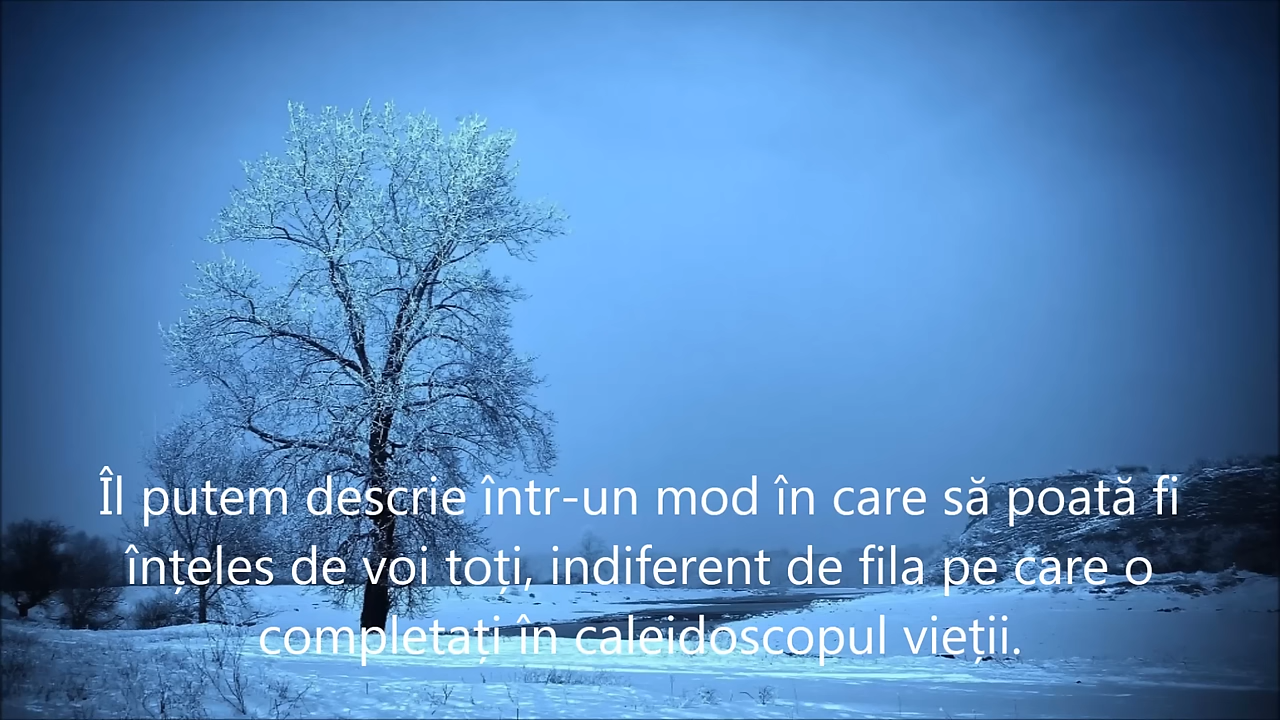 Îl putem descrie într-un mod în care să poată fi
înțeles de voi toți, indiferent de fila pe care o
completați în caleidoscopul vieții.